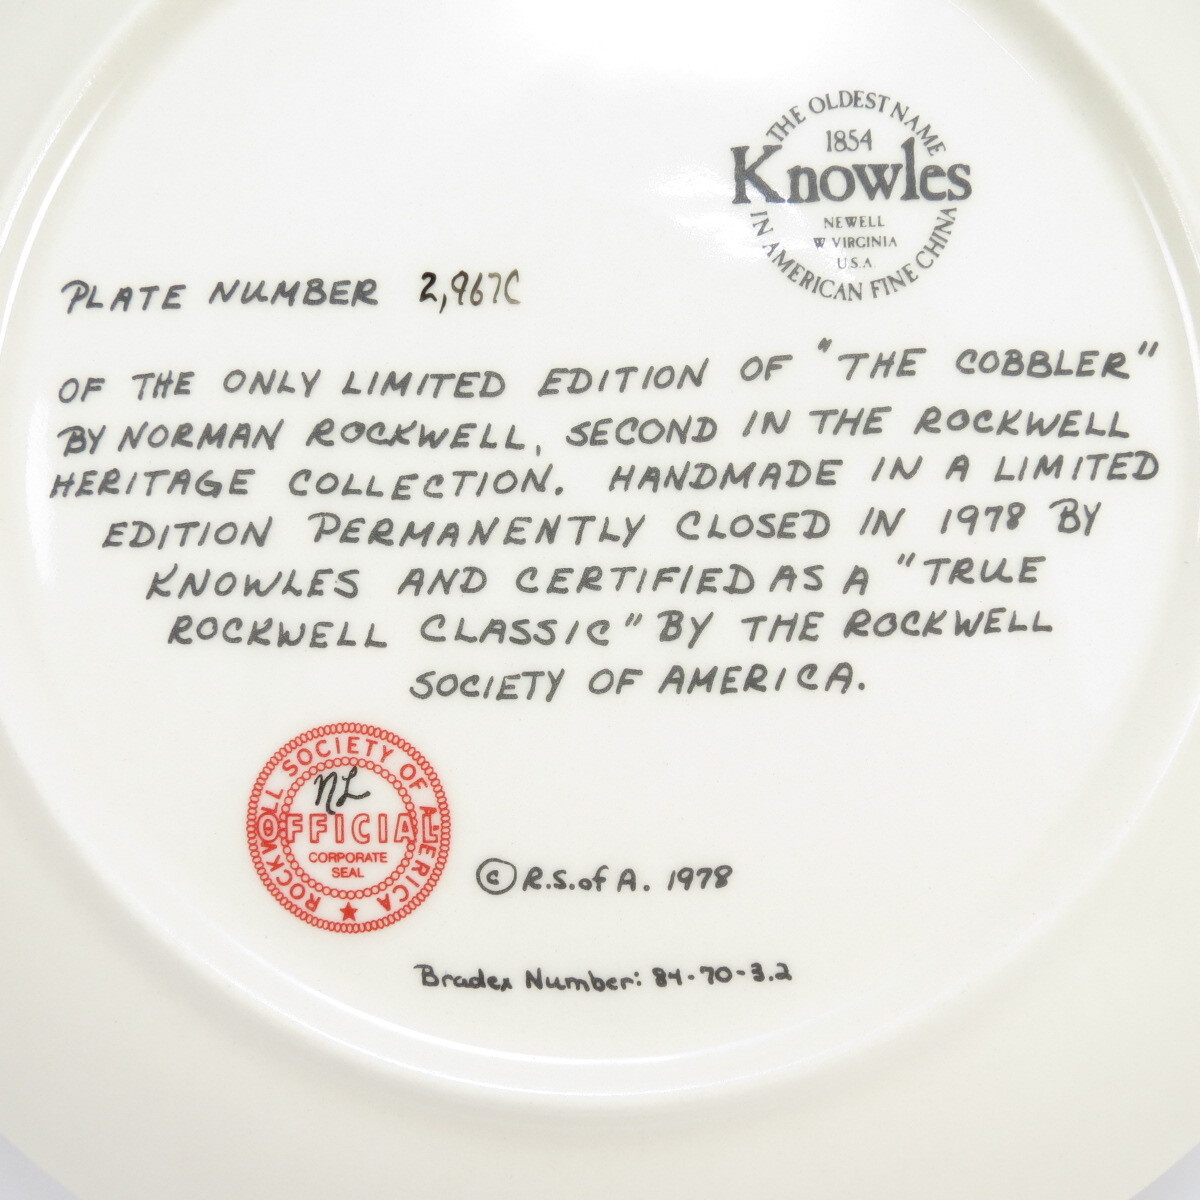 THE OLDEST NAME
1854
Knowles
NEWELL
W VIRGINIA
U.S.A
IN AMERICAN FINE CHINA
PLATE NUMBER 2,967C
OF THE ONLY LIMITED EDITION OF "THE COBBLER"
BY NORMAN ROCKWELL, SECOND IN THE ROCKWELL
HERITAGE COLLECTION. HANDMADE IN A LIMITED
EDITION PERMANENTLY CLOSED IN 1978 BY
KNOWLES AND CERTIFIED AS A "TRUE
ROCKWELL CLASSIC" BY THE ROCKWELL
SOCIETY OF AMERICA.
ROCKWELL SOCIETY OF AMERICA
NL
OFFICIAL
CORPORATE
SEAL
© R.S.of A. 1978
Bradex Number: 84-70-3.2